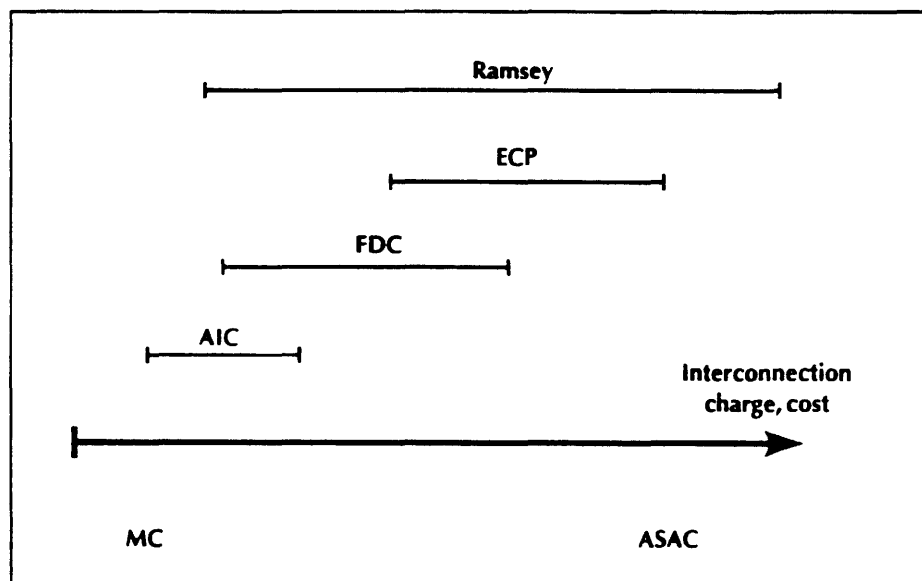 Ramsey
ECP
FDC
AIC
Interconnection
charge, cost
MC
ASAC